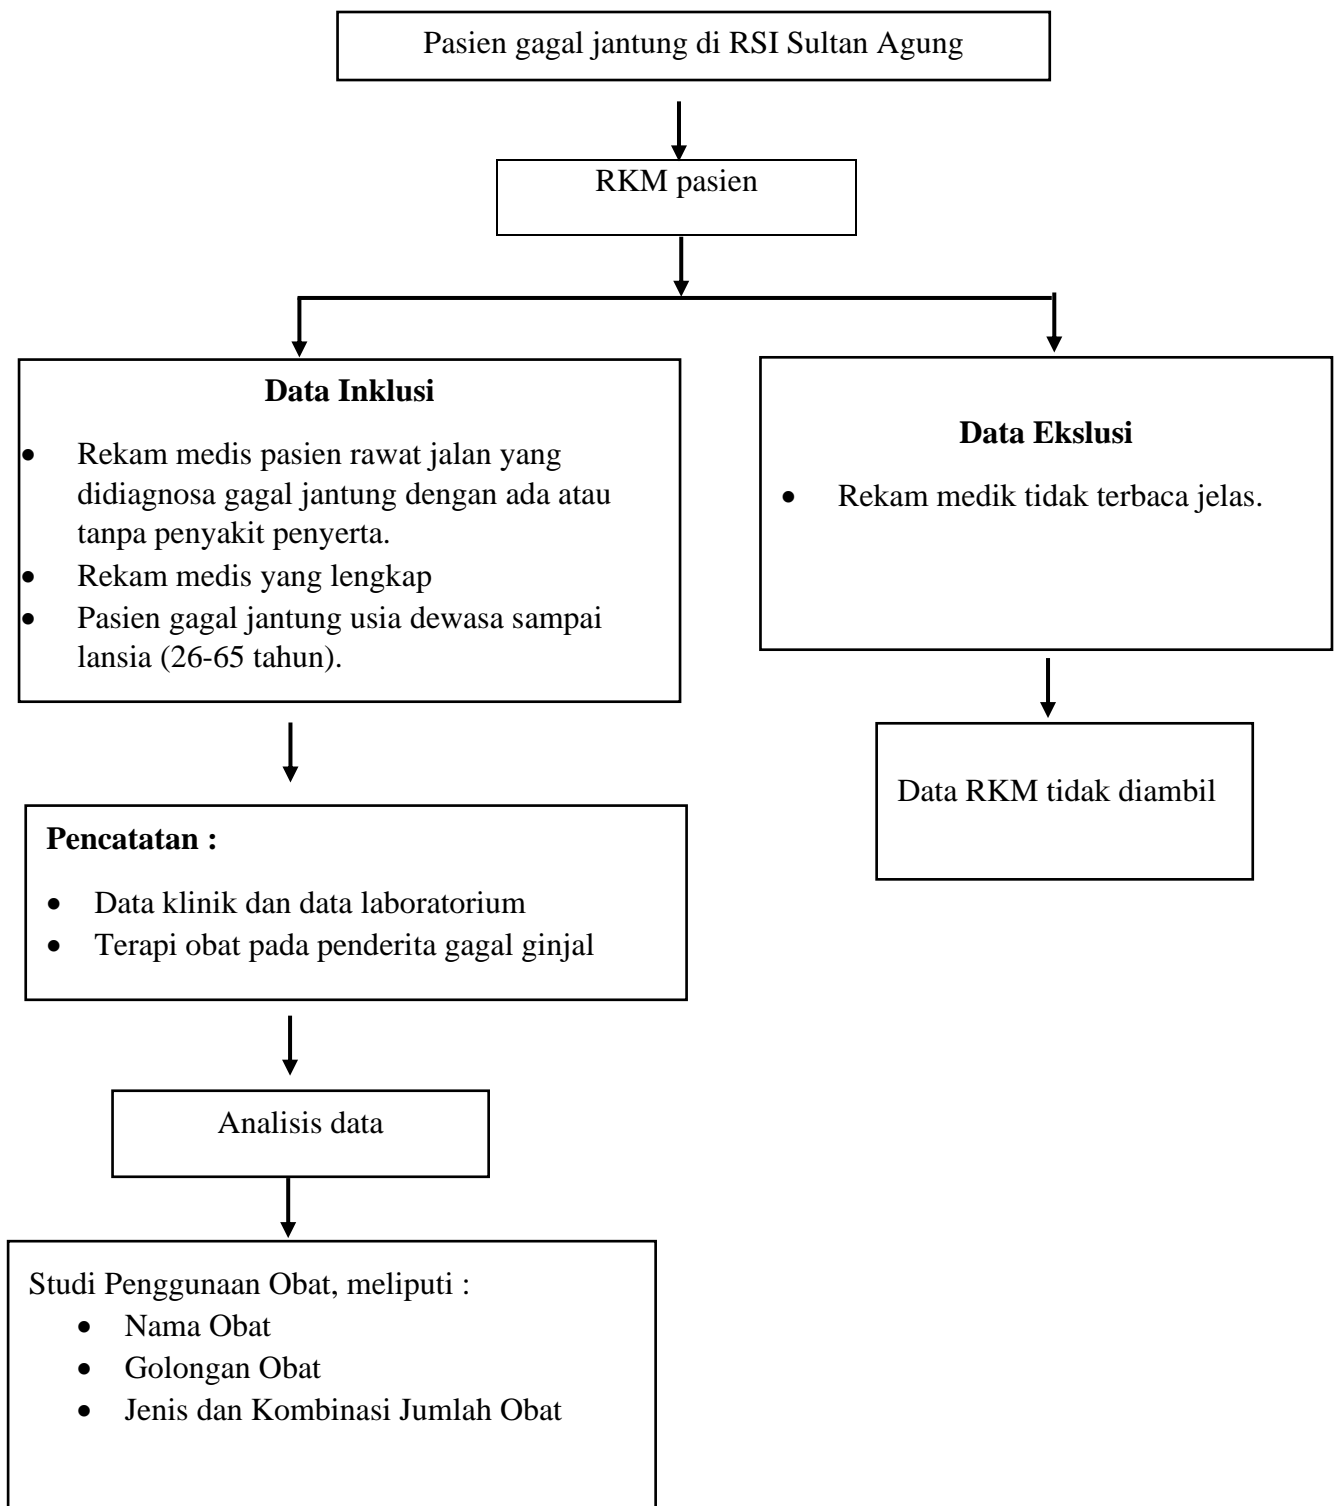 Pasien gagal jantung di RSI Sultan Agung
RKM pasien
Data Inklusi
• Rekam medis pasien rawat jalan yang
didiagnosa gagal jantung dengan ada atau
tanpa penyakit penyerta.
• Rekam medis yang lengkap
• Pasien gagal jantung usia dewasa sampai
lansia (26-65 tahun).
Data Ekslusi
• Rekam medik tidak terbaca jelas.
Data RKM tidak diambil
Pencatatan :
• Data klinik dan data laboratorium
• Terapi obat pada penderita gagal ginjal
Analisis data
Studi Penggunaan Obat, meliputi :
• Nama Obat
• Golongan Obat
• Jenis dan Kombinasi Jumlah Obat